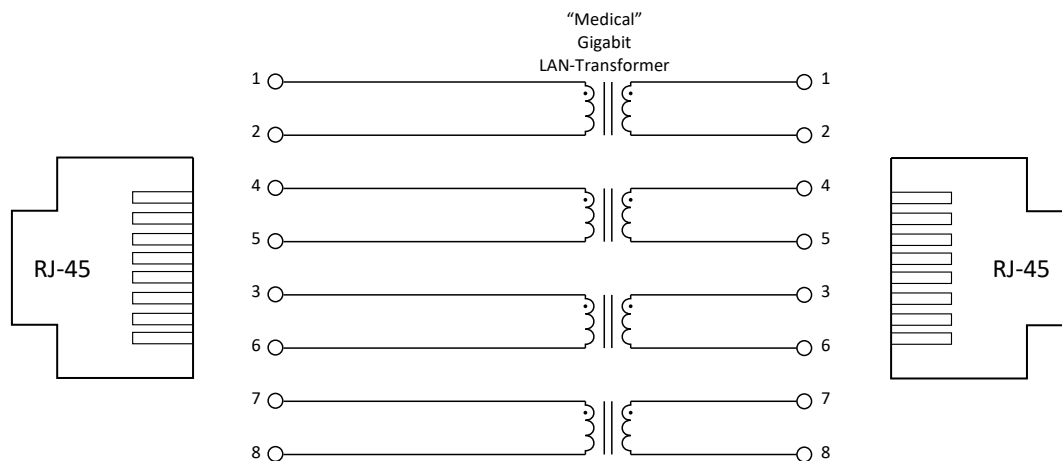 “Medical”
Gigabit
LAN-Transformer
1 1
2 2
4 4
5 5
RJ-45 RJ-45
3 3
6 6
7 7
8 8